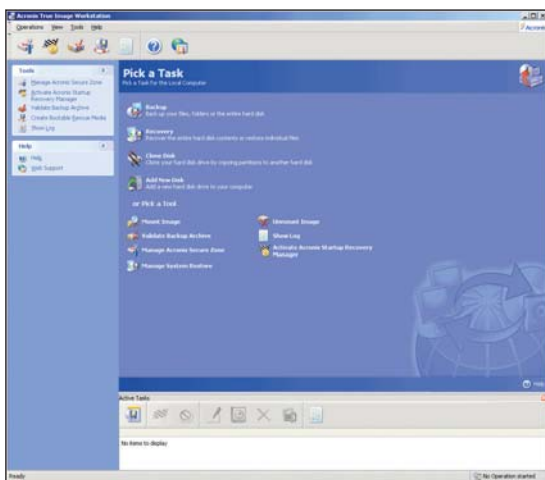 Acronis True Image Workstation
Operations View Tools Help
Acronis
Tools
Manage Acronis Secure Zone
Activate Acronis Startup
Recovery Manager
Validate Backup Archive
Create Bootable Rescue Media
Show Log
Help
Help
Web Support
Pick a Task
Pick a Task for the Local Computer
Backup
Back up your files, folders or the entire hard disk
Recovery
Recover the entire hard disk contents or restore individual files
Clone Disk
Clone your hard disk drive by copying partitions to another hard disk
Add New Disk
Add a new hard disk drive to your computer
or Pick a Tool
Mount Image
Unmount Image
Validate Backup Archive
Show Log
Manage Acronis Secure Zone
Activate Acronis Startup Recovery
Manager
Manage System Restore
Help
Active Tasks
No items to display
Ready
No Operation started